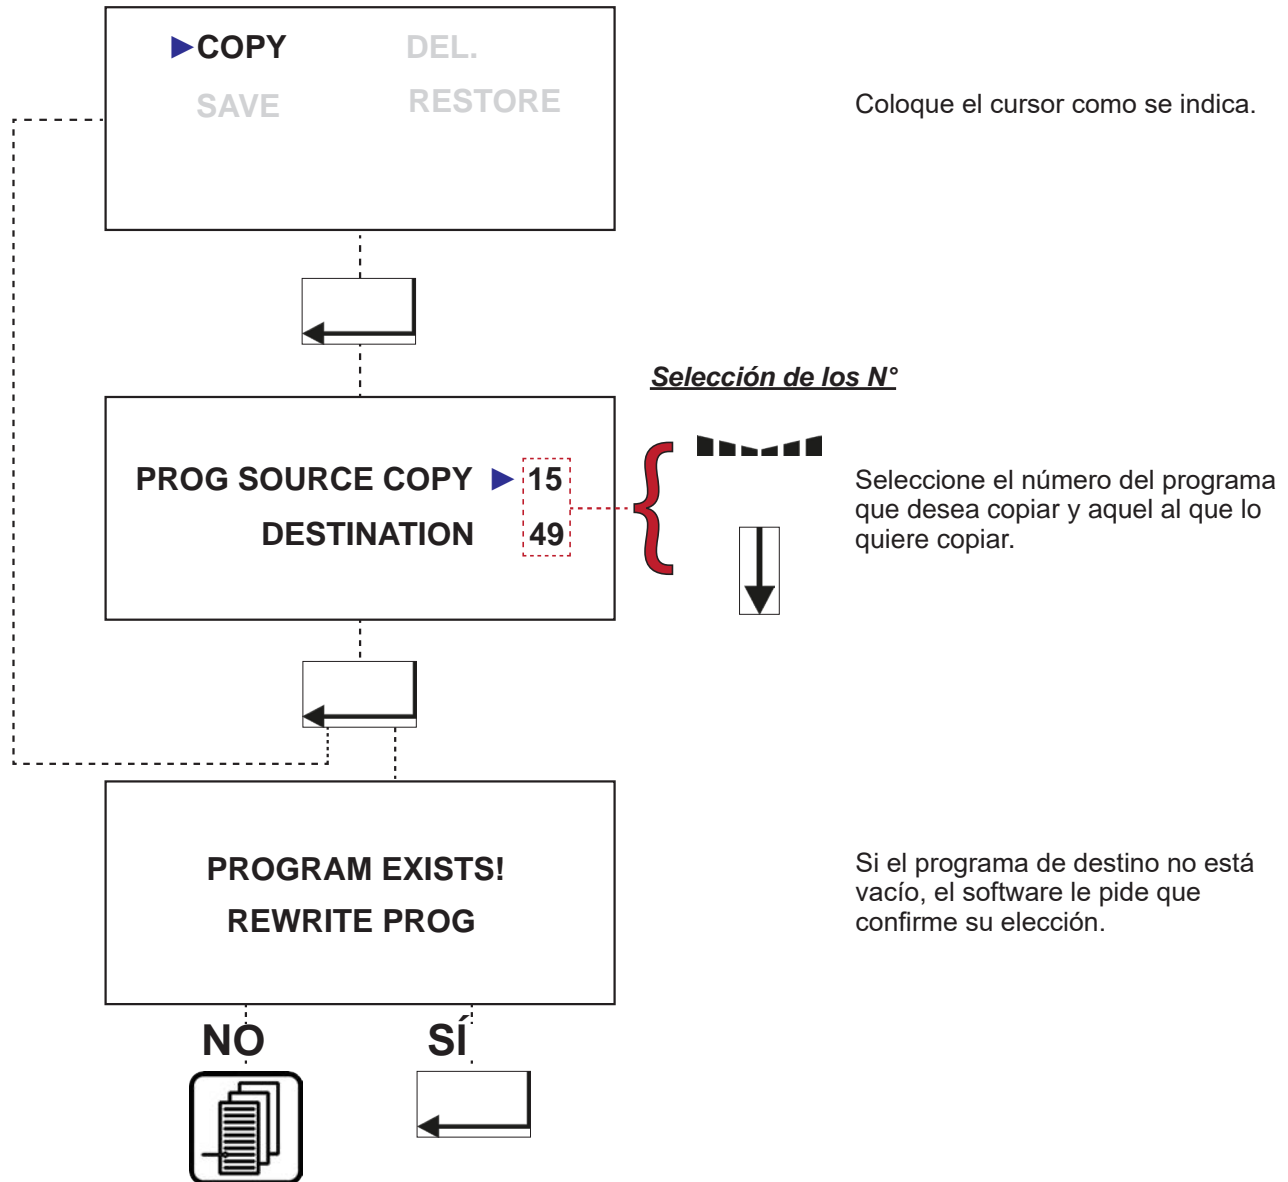 ►COPY DEL.
SAVE RESTORE
Coloque el cursor como se indica.
Selección de los N°
PROG SOURCE COPY ► 15
DESTINATION 49
Seleccione el número del programa
que desea copiar y aquel al que lo
quiere copiar.
PROGRAM EXISTS!
REWRITE PROG
Si el programa de destino no está
vacío, el software le pide que
confirme su elección.
NO SÍ